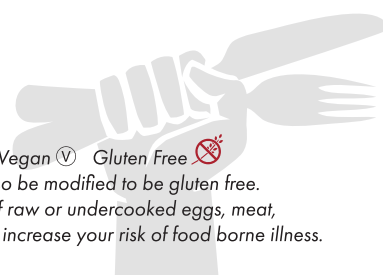 Vegan Ⓥ Gluten Free
o be modified to be gluten free.
f raw or undercooked eggs, meat,
increase your risk of food borne illness.